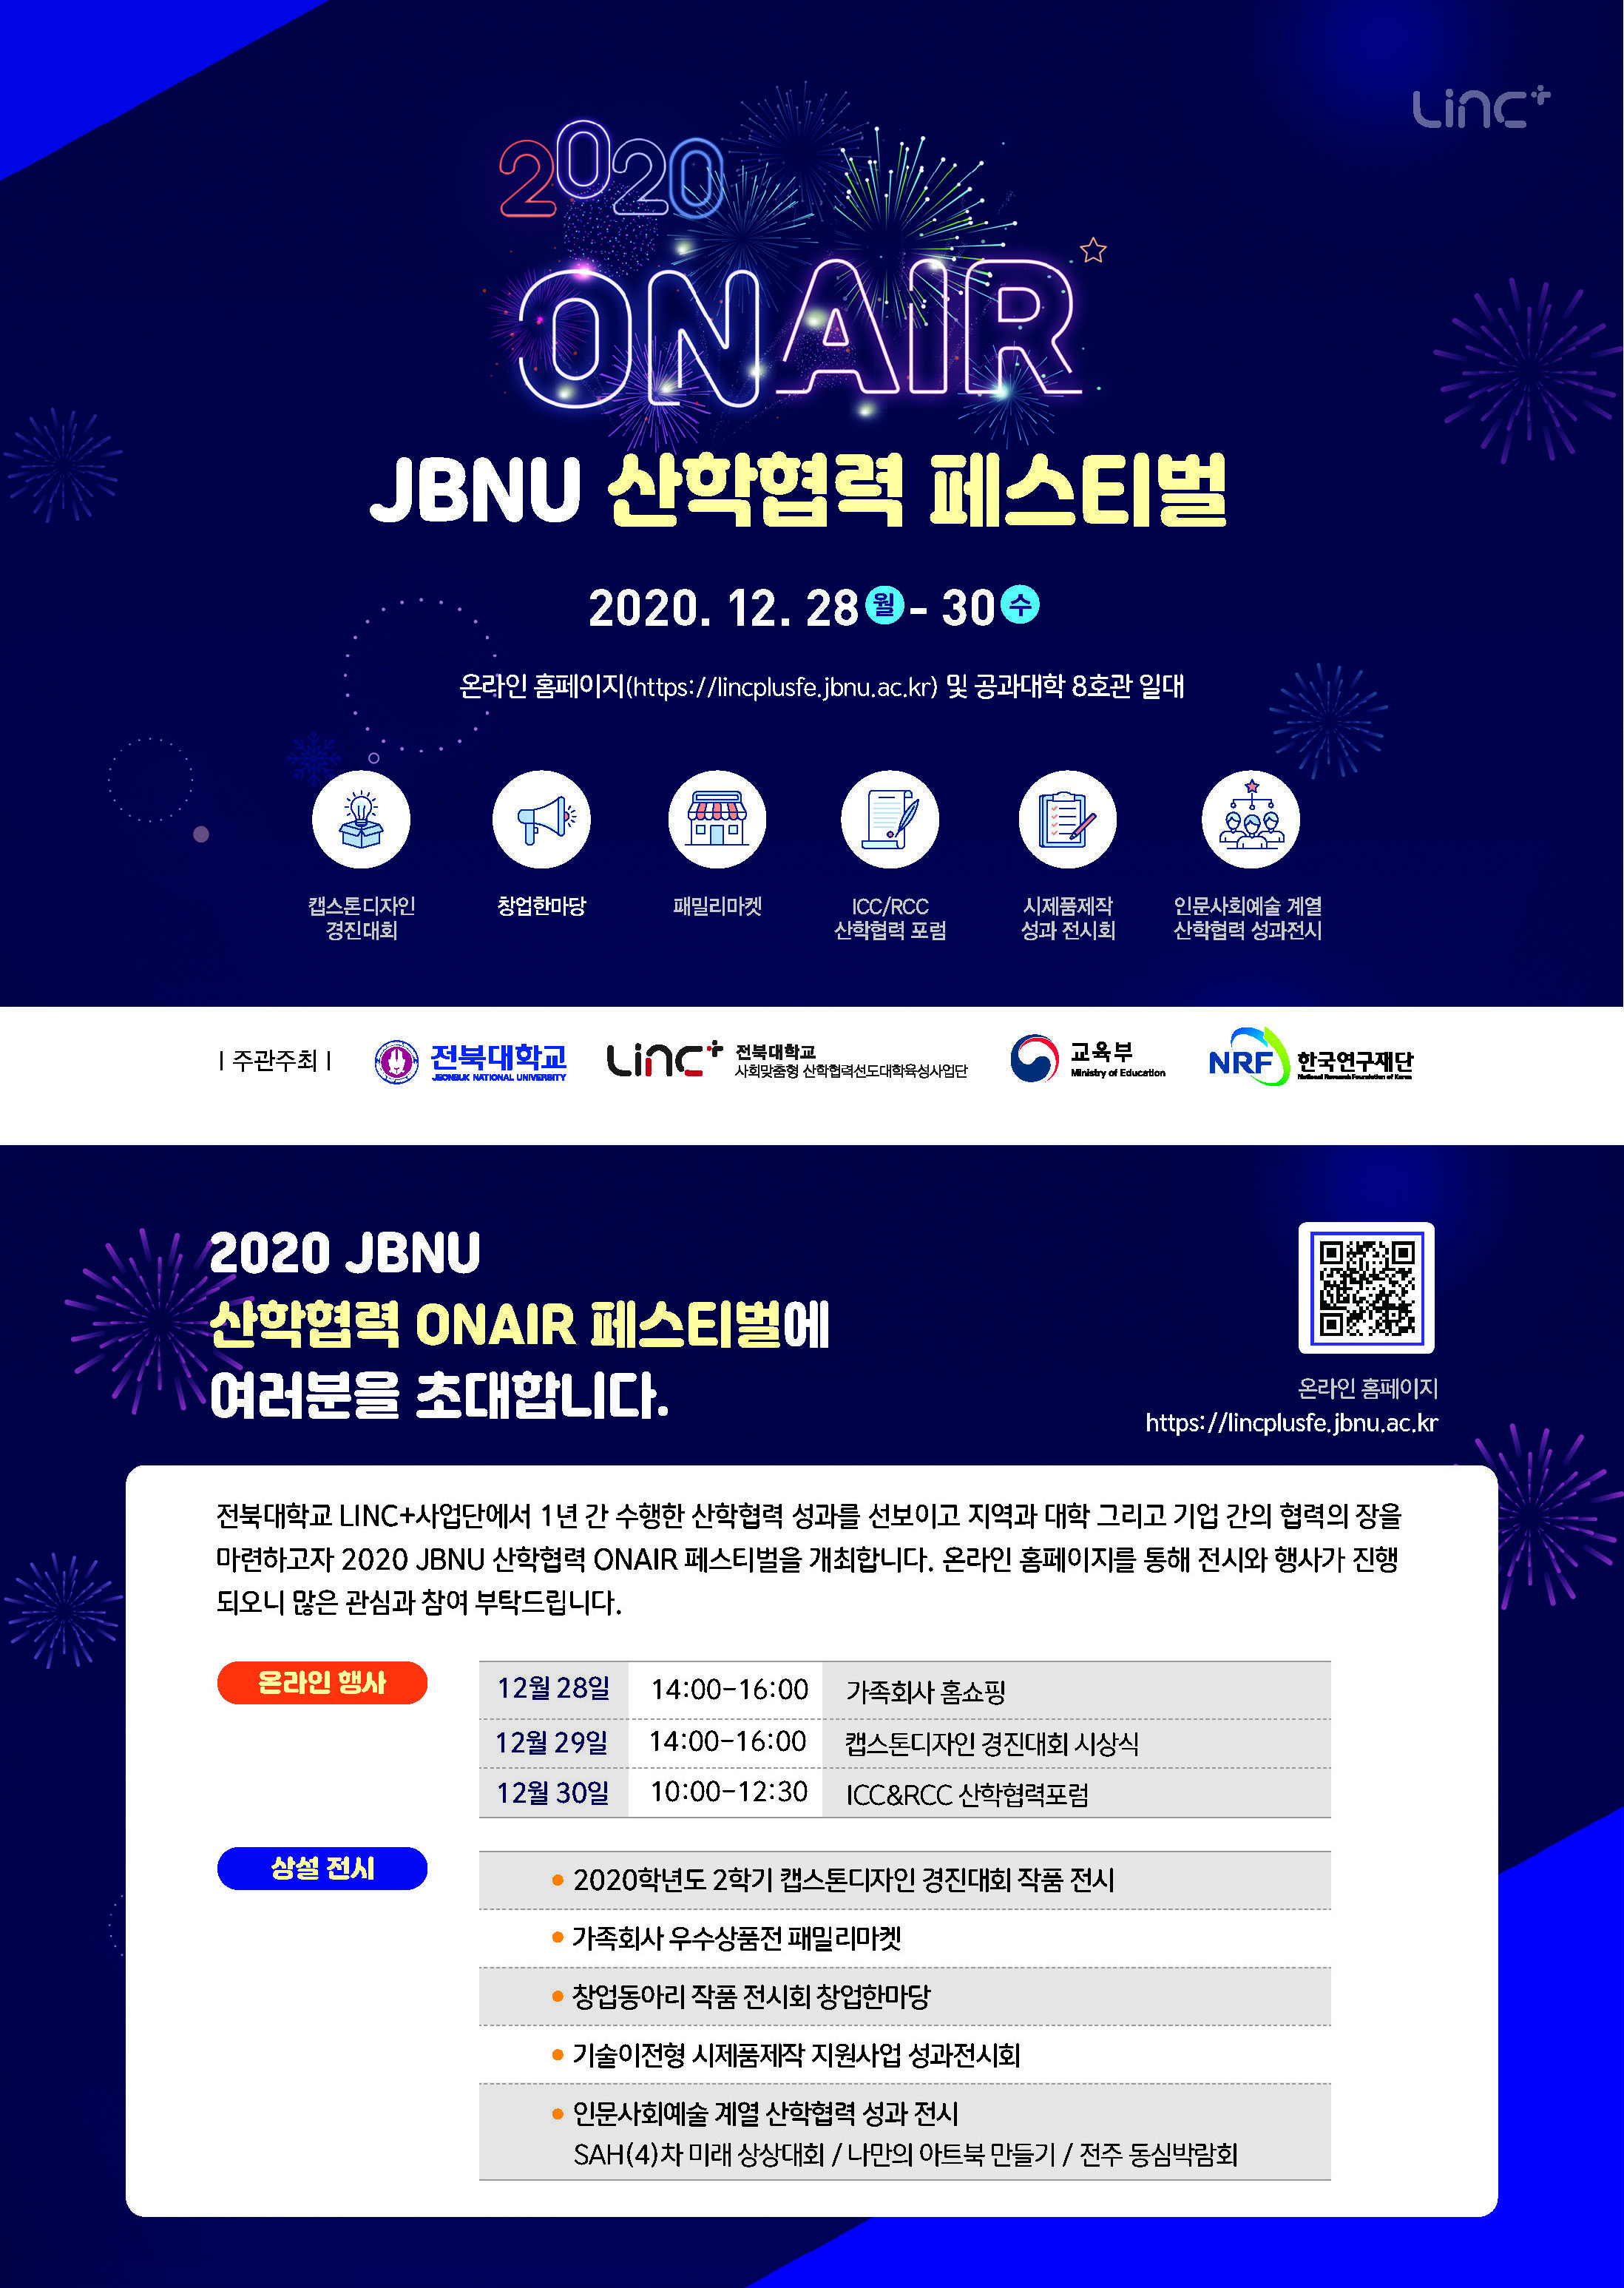 Linc+
2020
ONAIR
JBNU 산학협력 페스티벌
2020. 12. 28 월 - 30 수
온라인 홈페이지(https://lincplusfe.jbnu.ac.kr) 및 공과대학 8호관 일대
캡스톤디자인
경진대회
창업한마당
패밀리마켓
ICC/RCC
산학협력 포럼
시제품제작
성과 전시회
인문사회예술 계열
산학협력 성과전시
| 주관주최 |
전북대학교
JEONBUK NATIONAL UNIVERSITY
Linc+
전북대학교
사회맞춤형 산학협력선도대학육성사업단
교육부
Ministry of Education
NRF 한국연구재단
National Research Foundation of Korea
2020 JBNU
산학협력 ONAIR 페스티벌에
여러분을 초대합니다.
온라인 홈페이지
https://lincplusfe.jbnu.ac.kr
전북대학교 LINC+사업단에서 1년 간 수행한 산학협력 성과를 선보이고 지역과 대학 그리고 기업 간의 협력의 장을
마련하고자 2020 JBNU 산학협력 ONAIR 페스티벌을 개최합니다. 온라인 홈페이지를 통해 전시와 행사가 진행
되오니 많은 관심과 참여 부탁드립니다.
온라인 행사
12월 28일 14:00-16:00 가족회사 홈쇼핑
12월 29일 14:00-16:00 캡스톤디자인 경진대회 시상식
12월 30일 10:00-12:30 ICC&RCC 산학협력포럼
상설 전시
• 2020학년도 2학기 캡스톤디자인 경진대회 작품 전시
• 가족회사 우수상품전 패밀리마켓
• 창업동아리 작품 전시회 창업한마당
• 기술이전형 시제품제작 지원사업 성과전시회
• 인문사회예술 계열 산학협력 성과 전시
SAH(4)차 미래 상상대회 / 나만의 아트북 만들기 / 전주 동심박람회